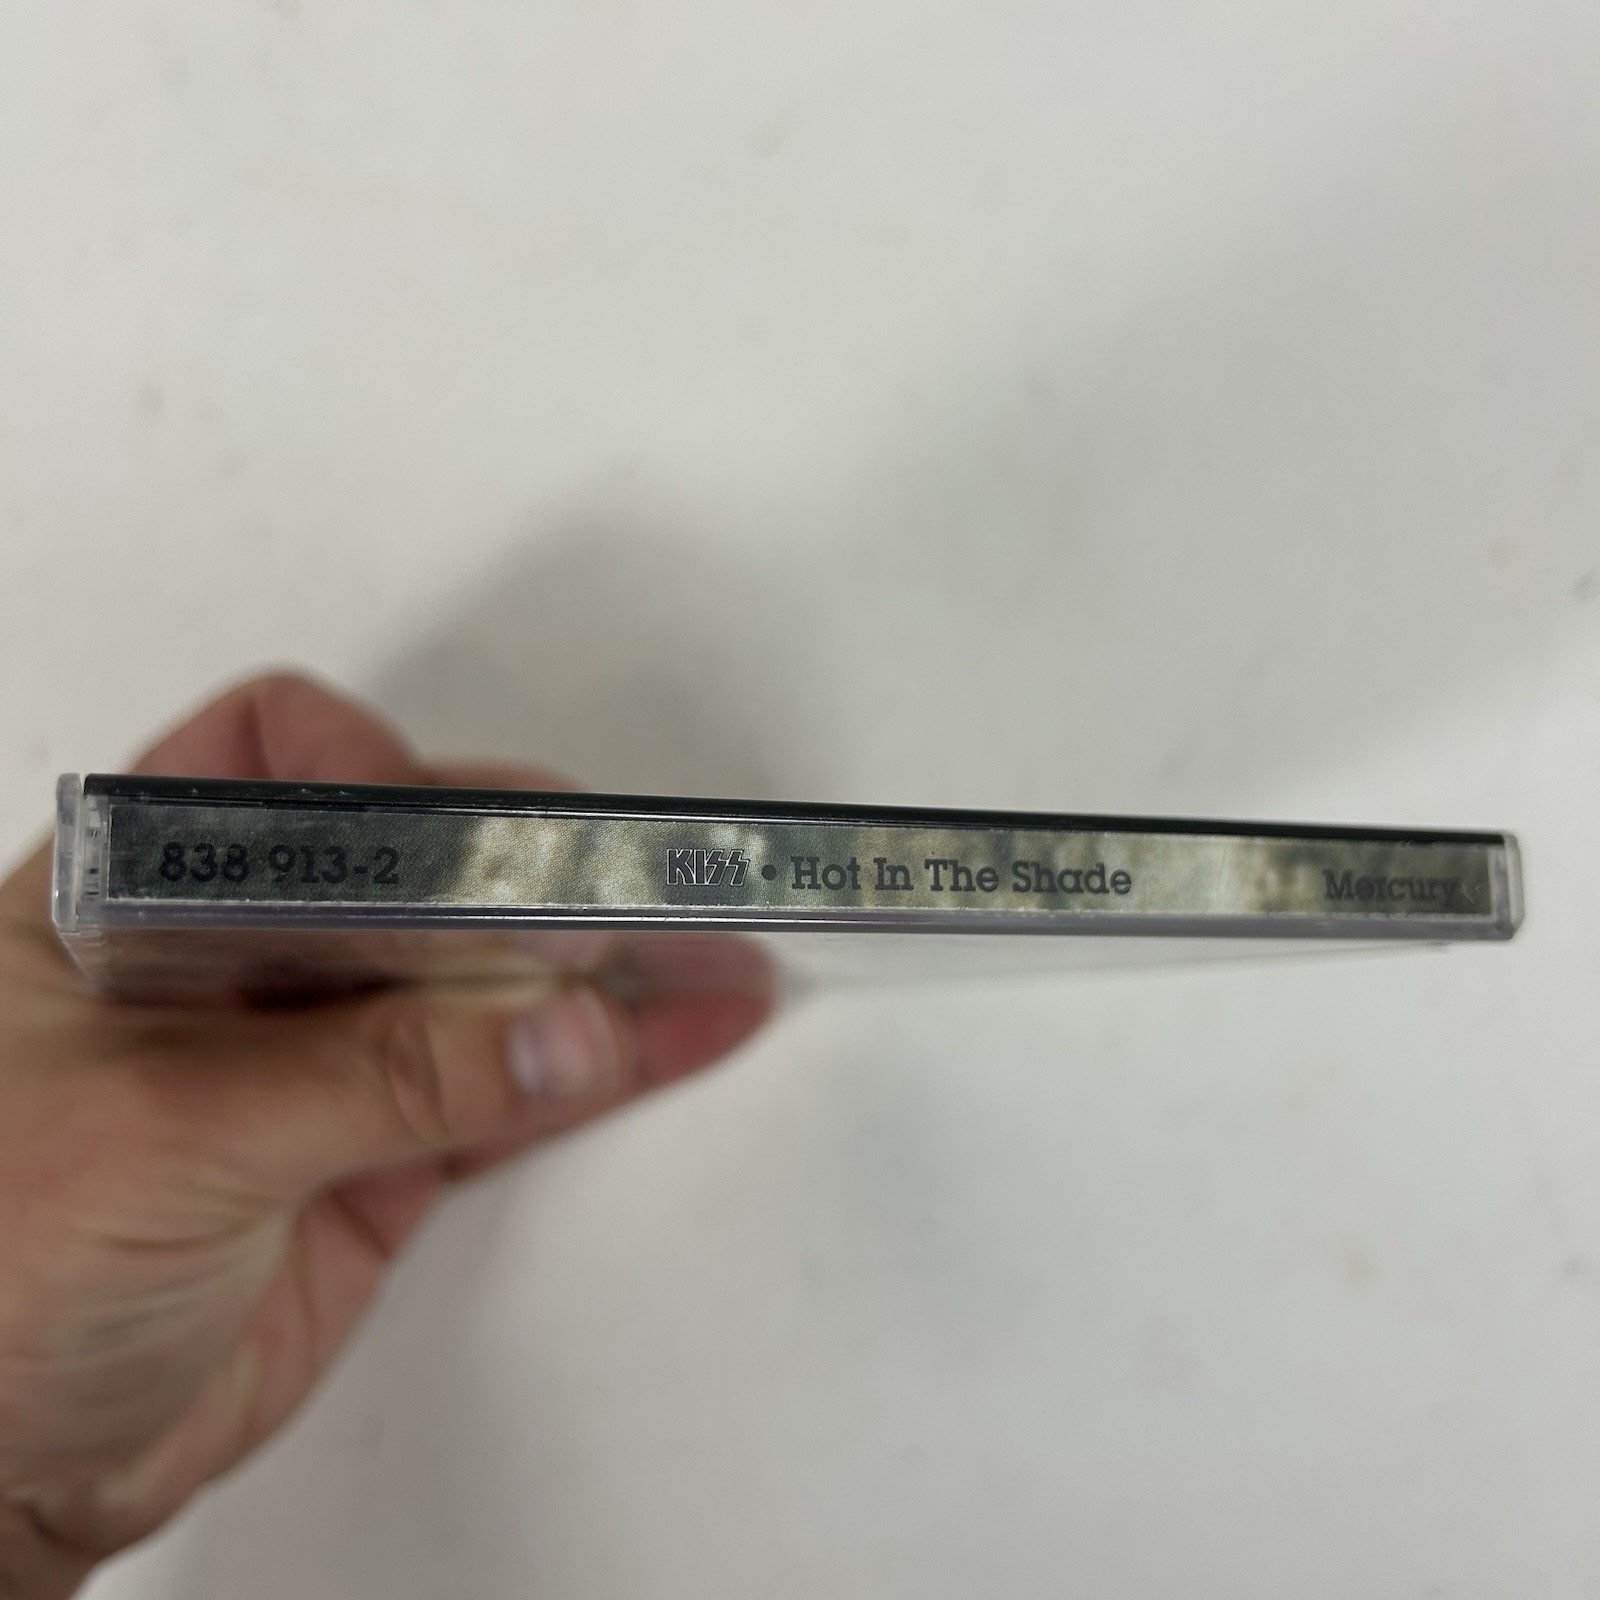 838 913-2 KISS • Hot In The Shade Mercury